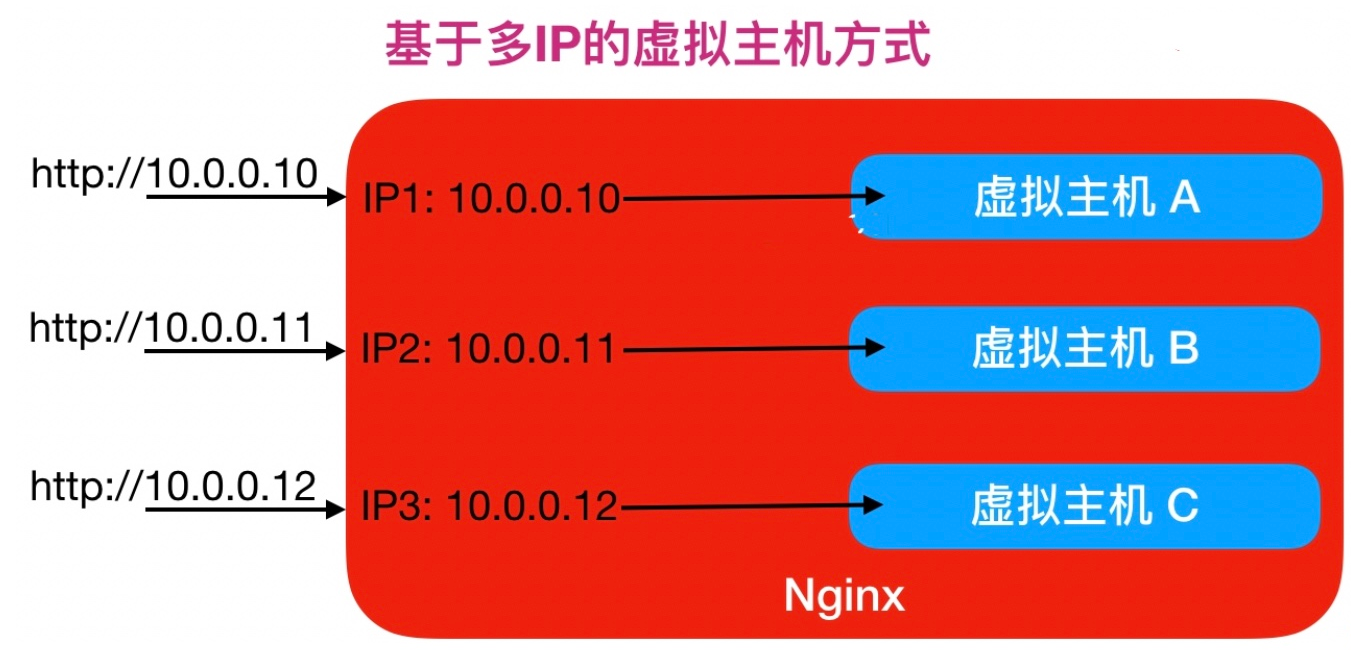 基于多IP的虚拟主机方式
http://10.0.0.10
IP1: 10.0.0.10
虚拟主机 A
http://10.0.0.11
IP2: 10.0.0.11
虚拟主机 B
http://10.0.0.12
IP3: 10.0.0.12
虚拟主机 C
Nginx